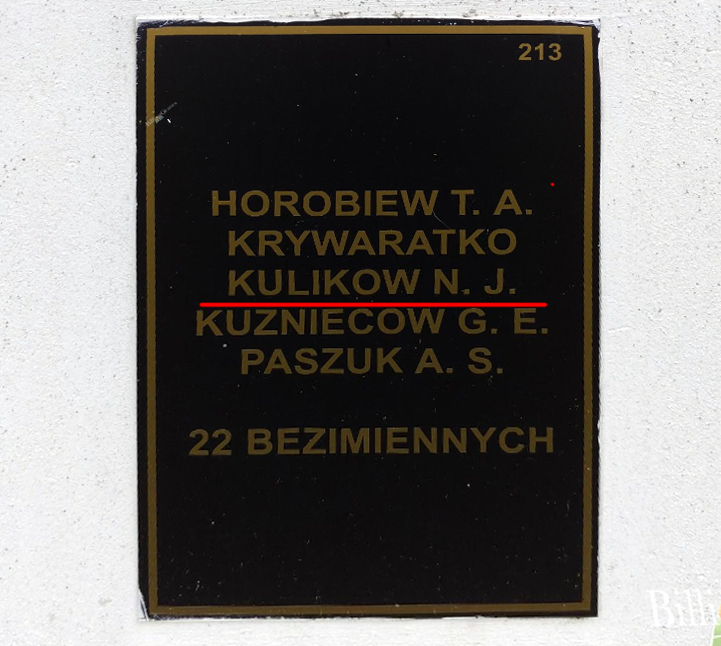 213
HOROBIEW T. A.
KRYWARATKO
KULIKOW N. J.
KUZNIECOW G. E.
PASZUK A. S.
22 BEZIMIENNYCH